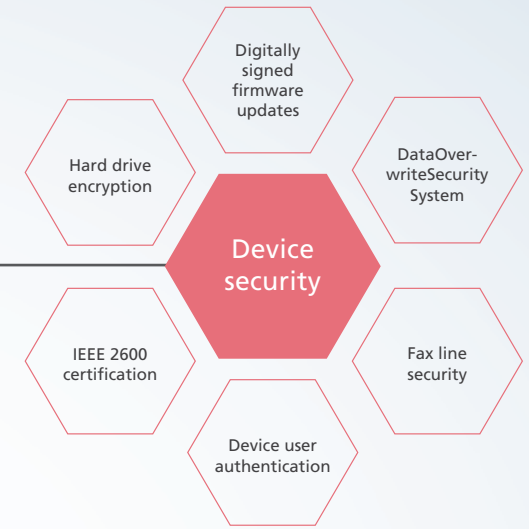 Digitally
signed
firmware
updates
Hard drive
encryption
DataOver-
writeSecurity
System
Device
security
IEEE 2600
certification
Fax line
security
Device user
authentication